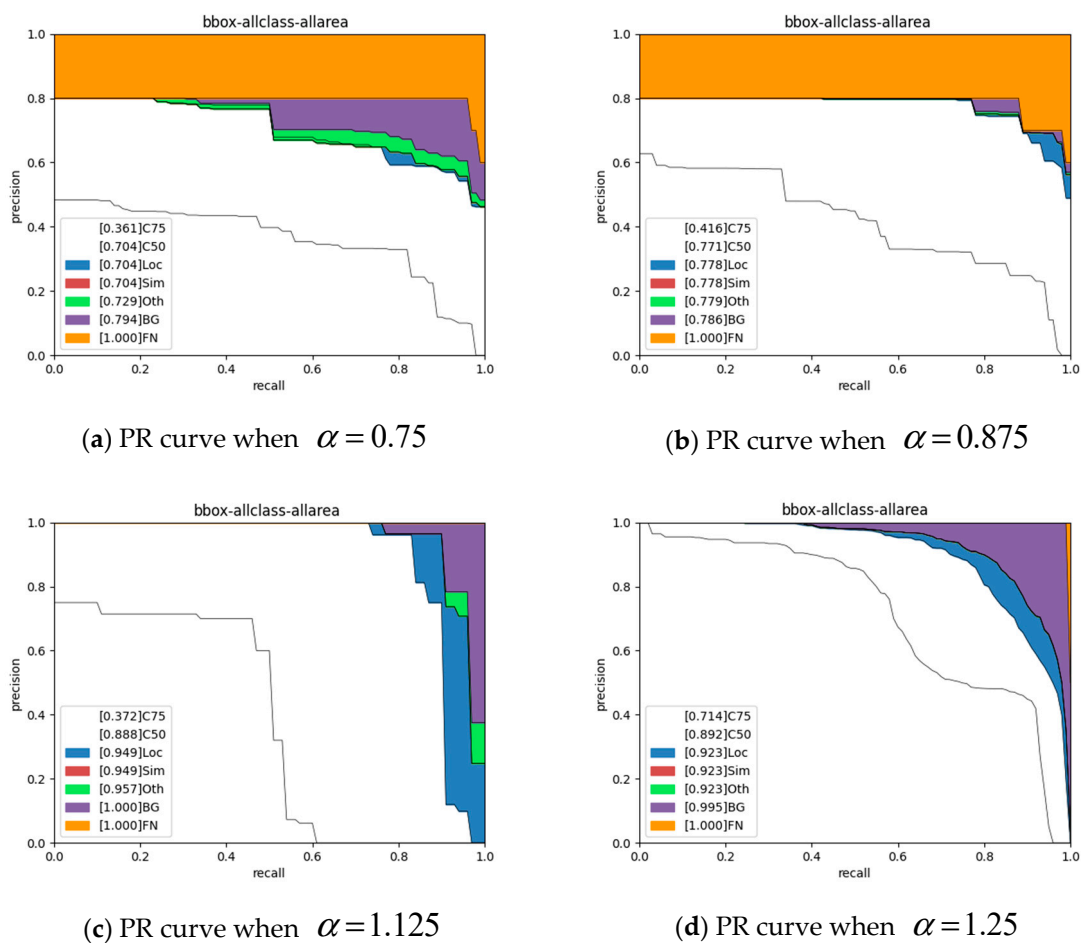 bbox-allclass-allarea
1.0
0.8
0.6
0.4
0.2
0.0
precision
[0.361]C75
[0.704]C50
[0.704]Loc
[0.704]Sim
[0.729]Oth
[0.794]BG
[1.000]FN
0.0 0.2 0.4 0.6 0.8 1.0
recall
(a) PR curve when α = 0.75
bbox-allclass-allarea
1.0
0.8
0.6
0.4
0.2
0.0
precision
[0.416]C75
[0.771]C50
[0.778]Loc
[0.778]Sim
[0.779]Oth
[0.786]BG
[1.000]FN
0.0 0.2 0.4 0.6 0.8 1.0
recall
(b) PR curve when α = 0.875
bbox-allclass-allarea
1.0
0.8
0.6
0.4
0.2
0.0
precision
[0.372]C75
[0.888]C50
[0.949]Loc
[0.949]Sim
[0.957]Oth
[1.000]BG
[1.000]FN
0.0 0.2 0.4 0.6 0.8 1.0
recall
(c) PR curve when α = 1.125
bbox-allclass-allarea
1.0
0.8
0.6
0.4
0.2
0.0
precision
[0.714]C75
[0.892]C50
[0.923]Loc
[0.923]Sim
[0.923]Oth
[0.995]BG
[1.000]FN
0.0 0.2 0.4 0.6 0.8 1.0
recall
(d) PR curve when α = 1.25